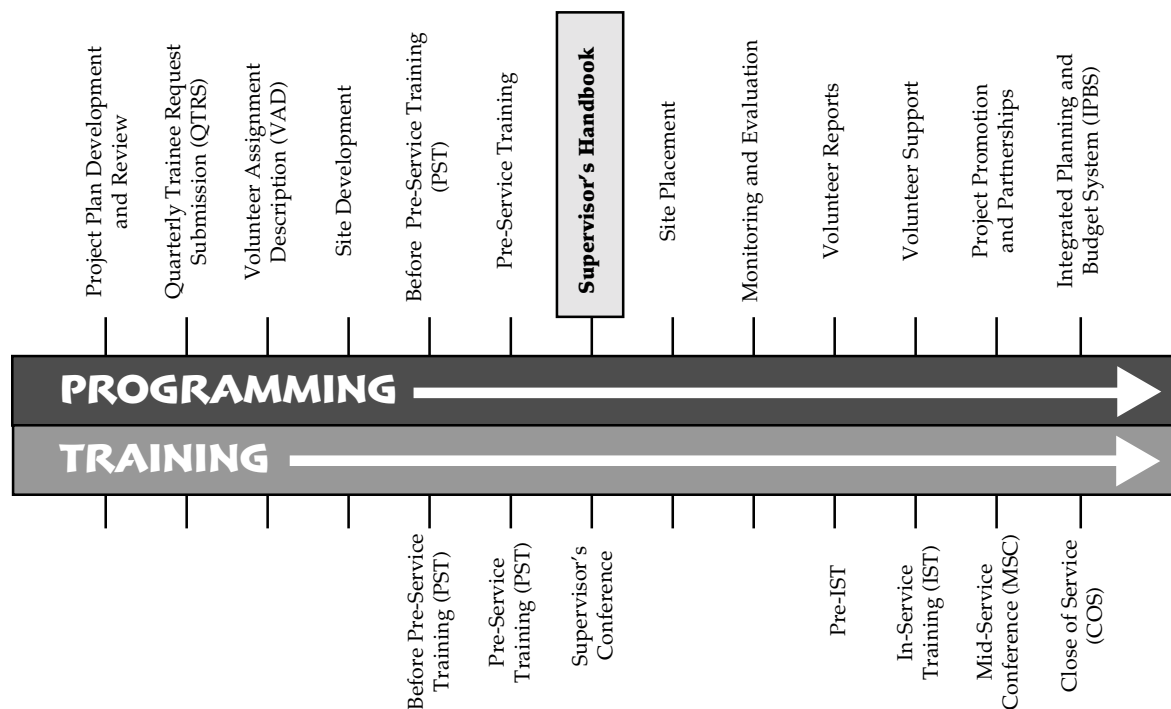 Project Plan Development
and Review
Quarterly Trainee Request
Submission (QTRS)
Volunteer Assignment
Description (VAD)
Site Development
Before Pre-Service Training
(PST)
Pre-Service Training
Supervisor's Handbook
Site Placement
Monitoring and Evaluation
Volunteer Reports
Volunteer Support
Project Promotion
and Partnerships
Integrated Planning and
Budget System (IPBS)
PROGRAMMING
TRAINING
Before Pre-Service
Training (PST)
Pre-Service
Training (PST)
Supervisor's
Conference
Pre-IST
In-Service
Training (IST)
Mid-Service
Conference (MSC)
Close of Service
(COS)